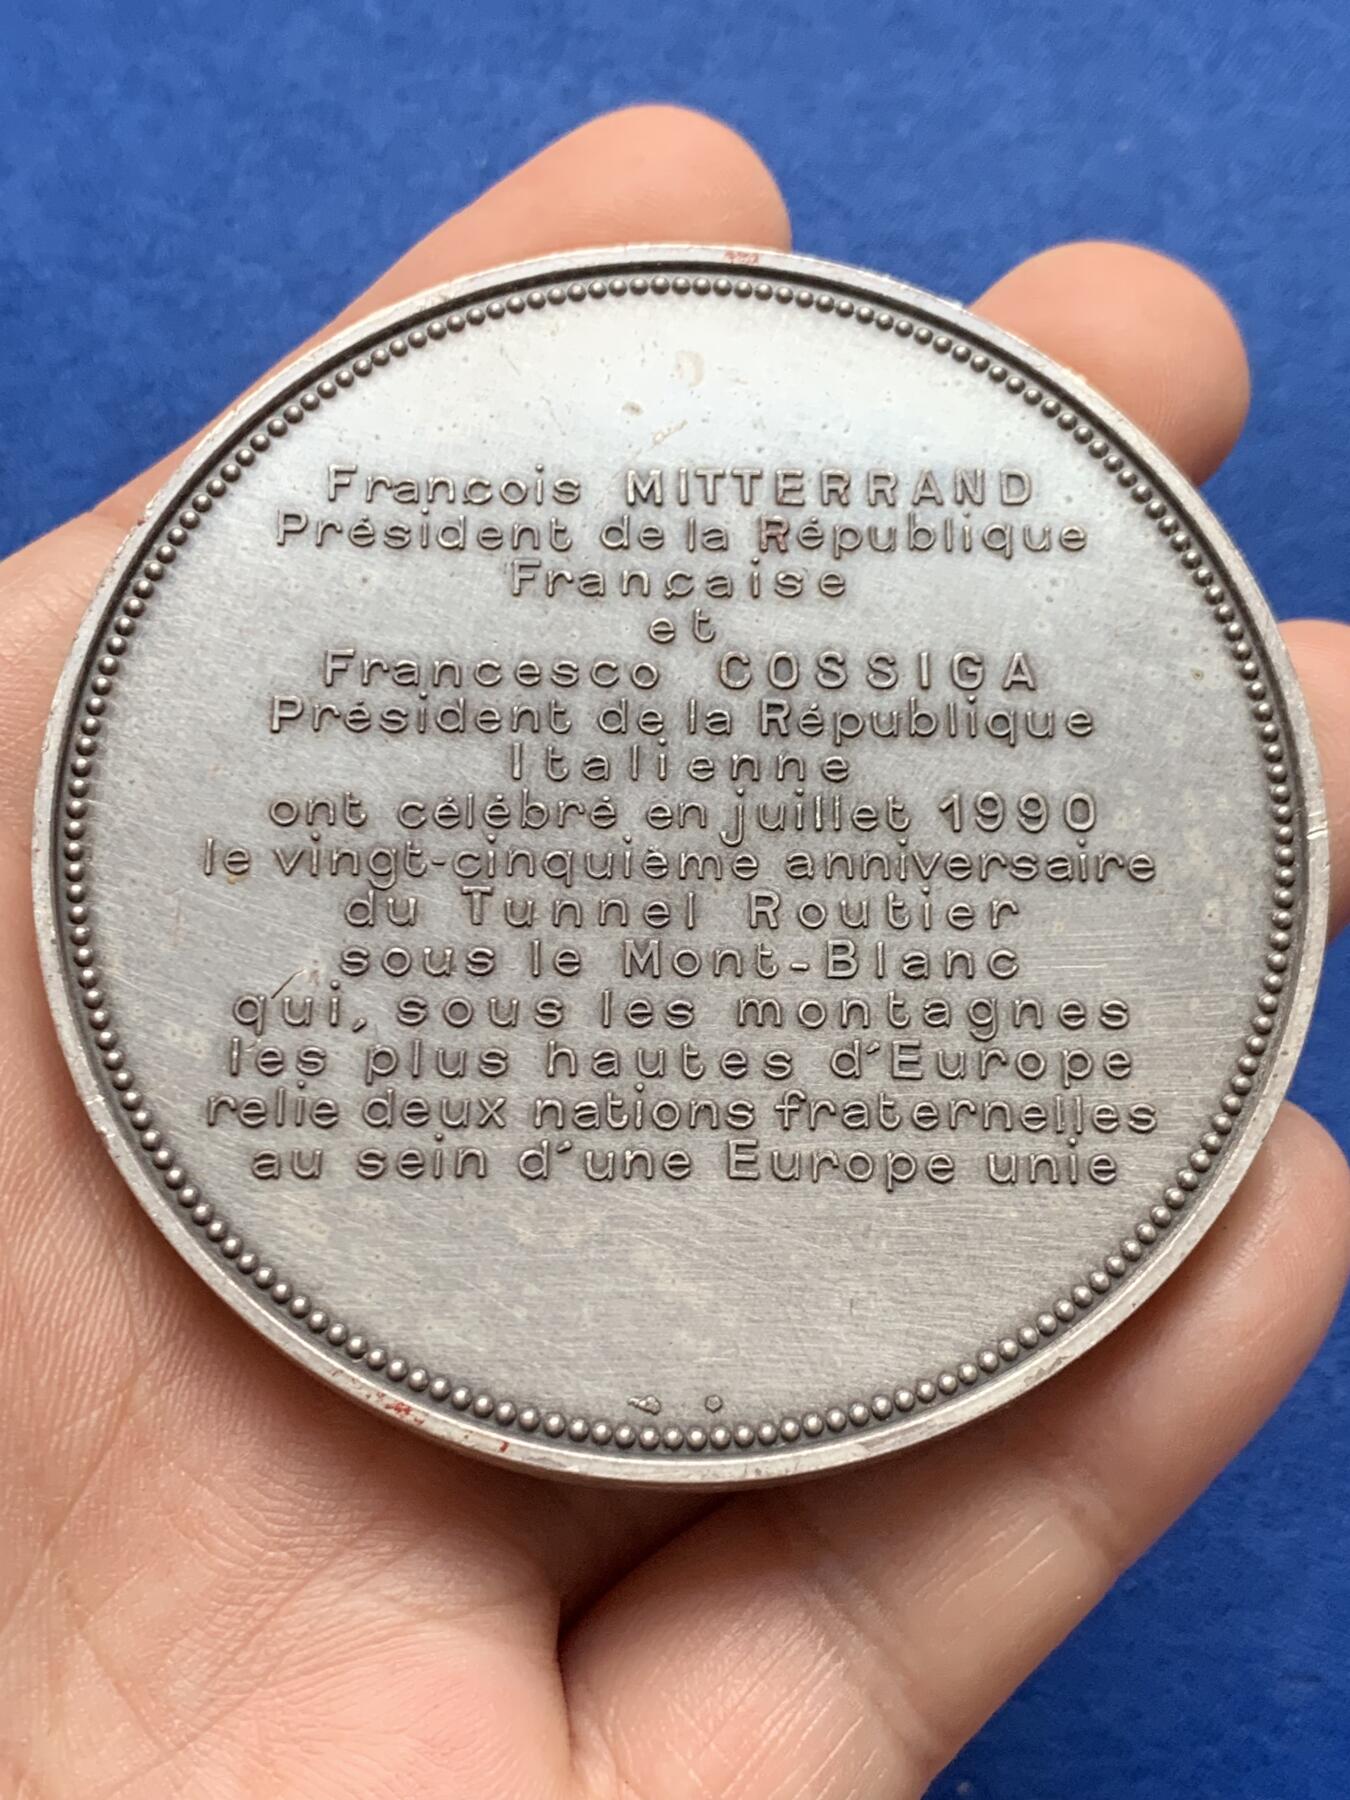 François MITTERRAND
Président de la République
Française
et
Francesco COSSIGA
Président de la République
Italienne
ont célébré en juillet 1990
le vingt-cinquième anniversaire
du Tunnel Routier
sous le Mont-Blanc
qui, sous les montagnes
les plus hautes d'Europe
relie deux nations fraternelles
au sein d'une Europe unie